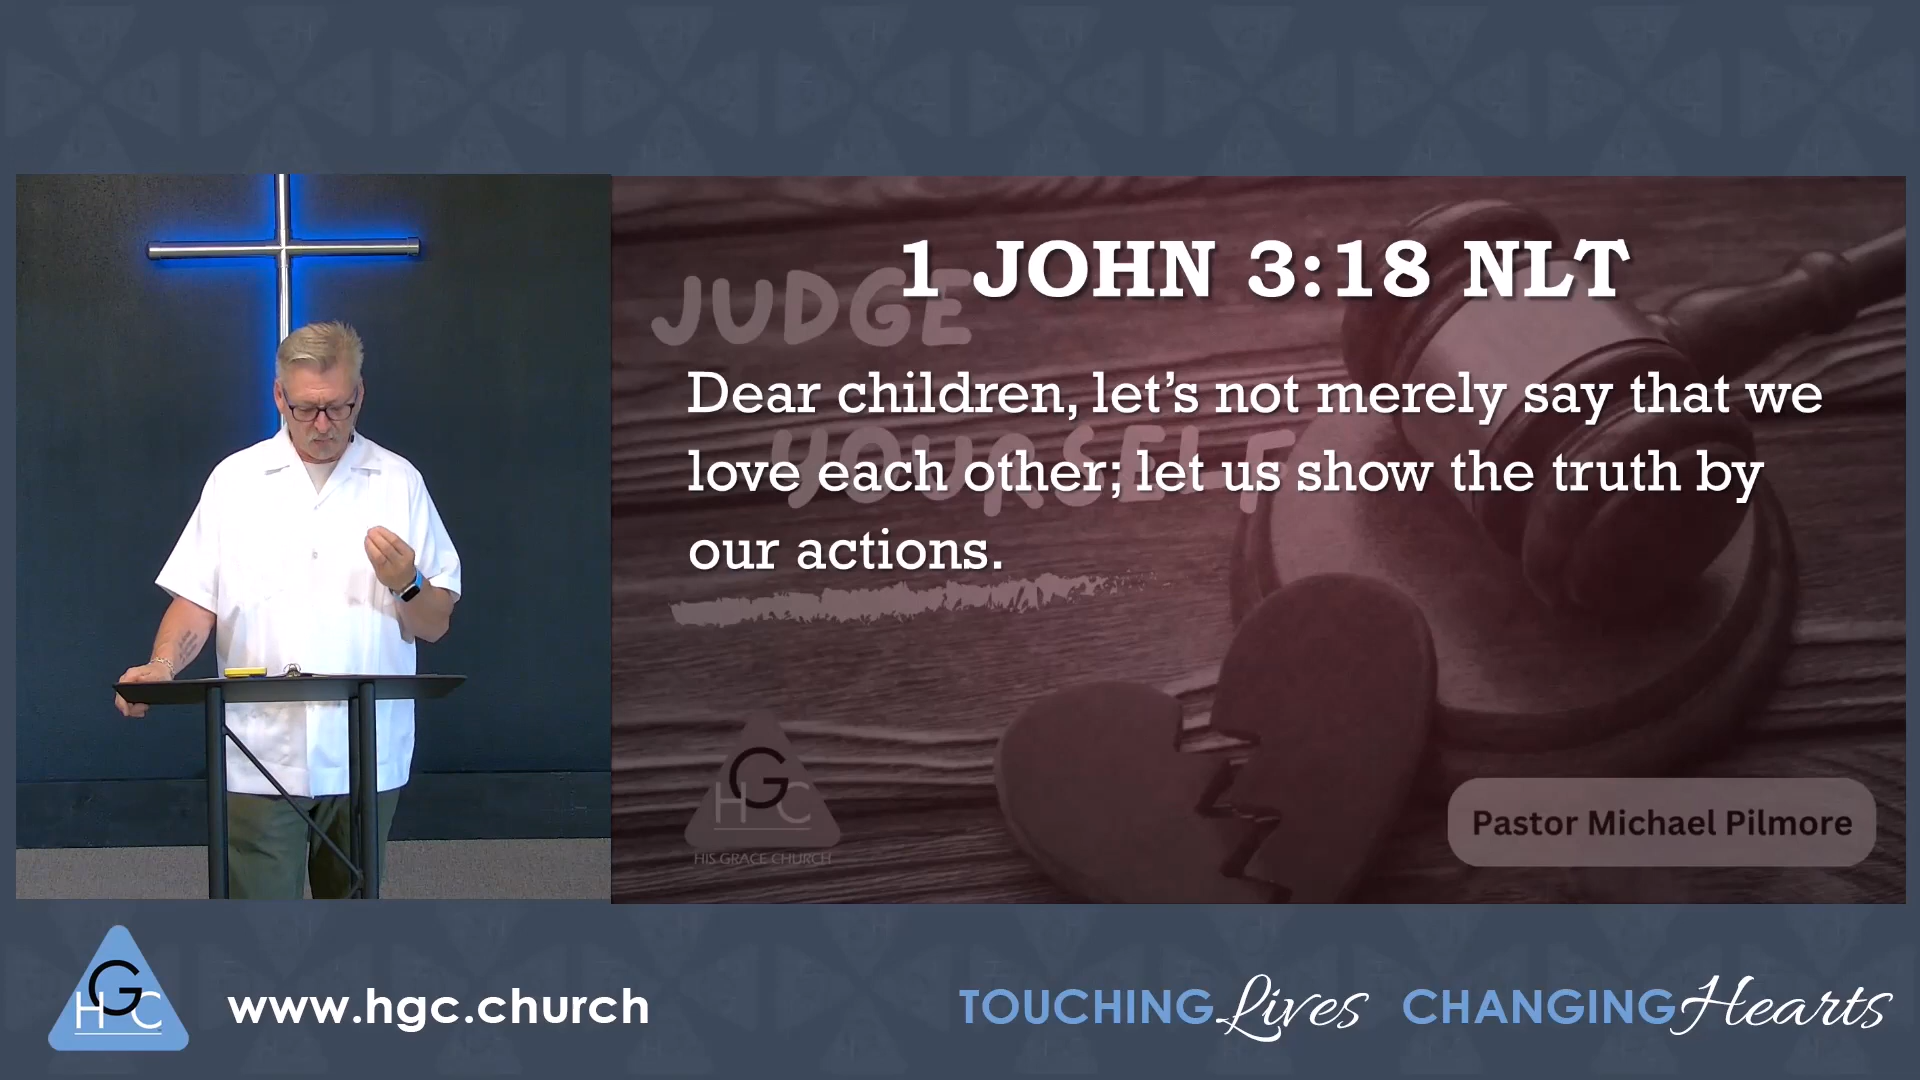 1 JOHN 3:18 NLT
JUDGE
Dear children, let's not merely say that we
love each other; let us show the truth by
YOURSELF
our actions.
HGC
HIS GRACE CHURCH
Pastor Michael Pilmore
HGC
www.hgc.church
TOUCHING Lives CHANGING Hearts